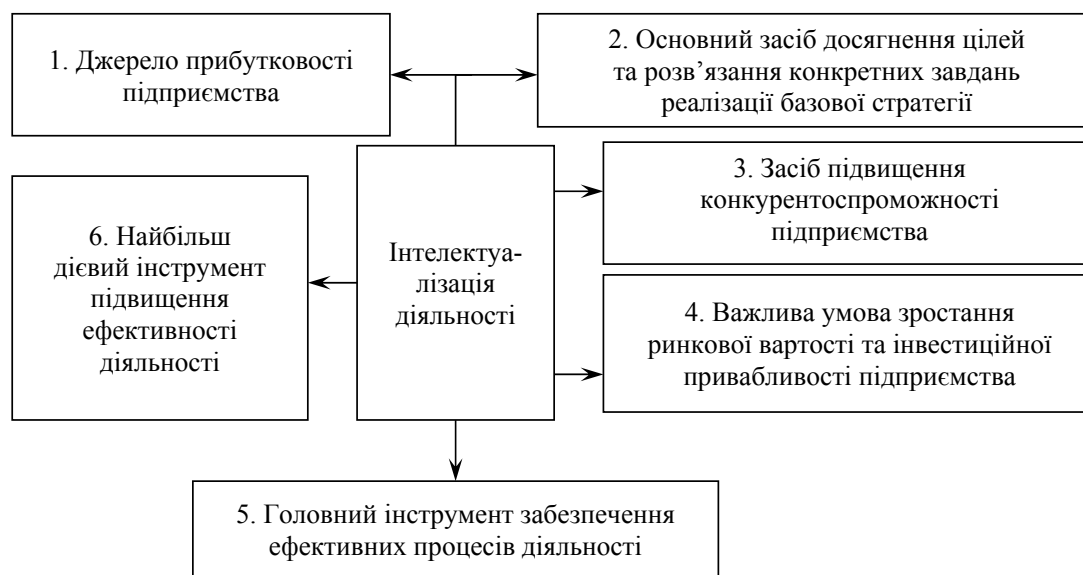 1. Джерело прибутковості
підприємства
2. Основний засіб досягнення цілей
та розв’язання конкретних завдань
реалізації базової стратегії
3. Засіб підвищення
конкурентоспроможності
підприємства
6. Найбільш
дієвий інструмент
підвищення
ефективності
діяльності
Інтелектуа-
лізація
діяльності
4. Важлива умова зростання
ринкової вартості та інвестиційної
привабливості підприємства
5. Головний інструмент забезпечення
ефективних процесів діяльності